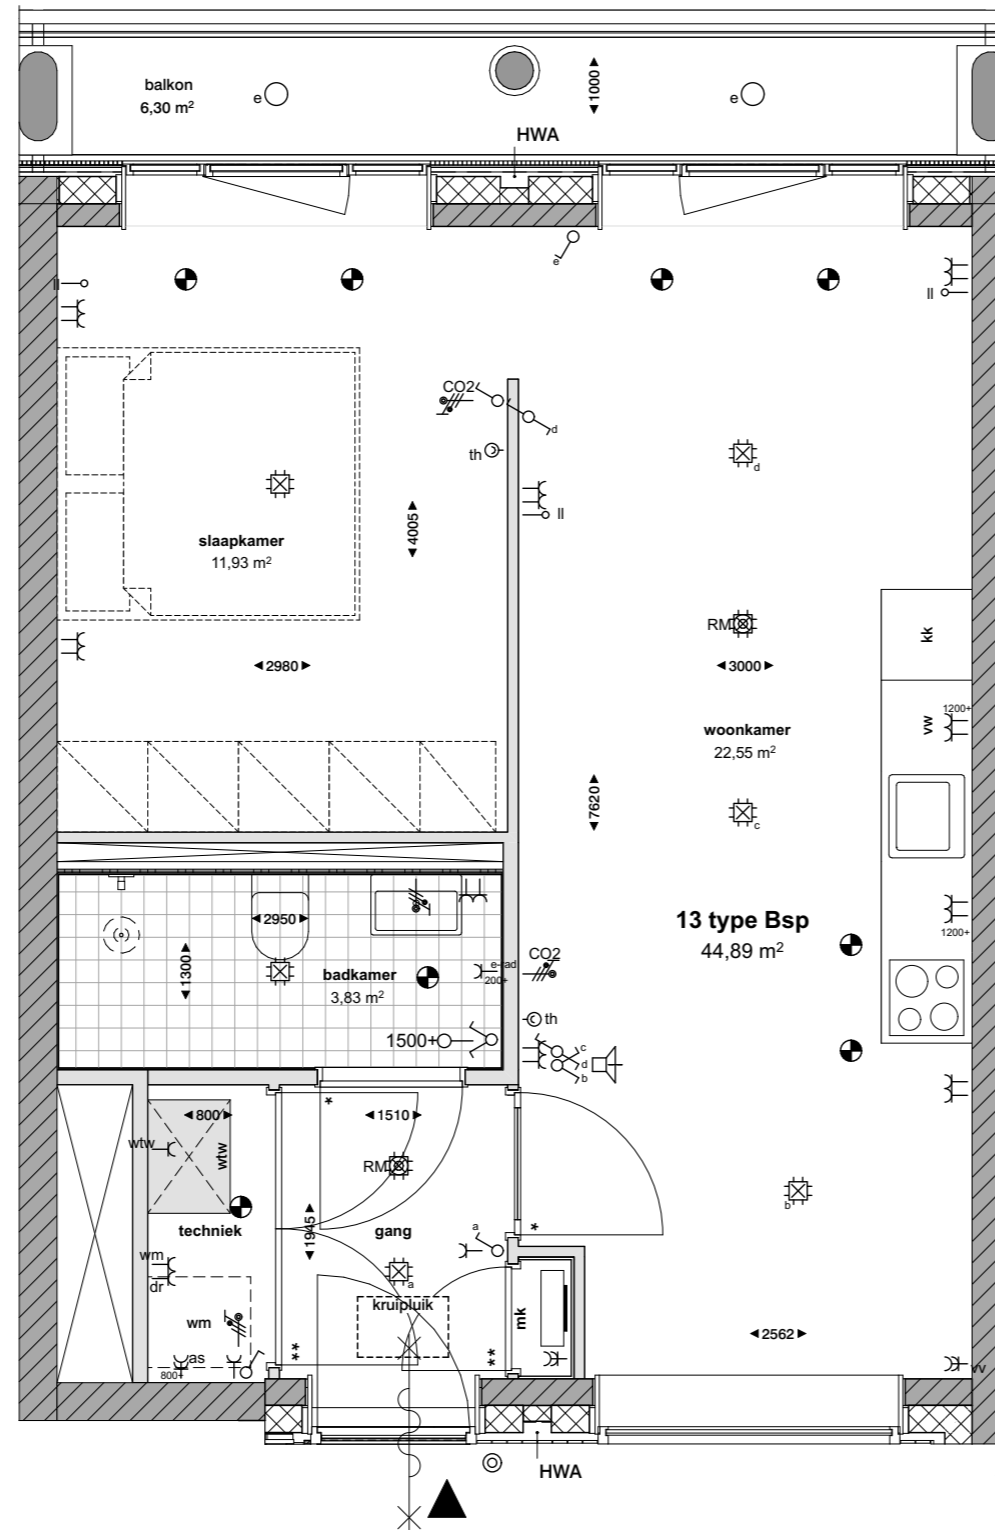 balkon
6,30 m²
e
e
1000
HWA
e
ll
ll
CO2
d
th
d
ll
4005
slaapkamer
11,93 m²
RM
kk
2980
3000
1200+
vw
woonkamer
22,55 m²
7620
c
2950
13 type Bsp
44,89 m²
1200+
CO2
e-rad
200+
badkamer
3,83 m²
1300
th
1500+
c
d
b
*
800
1510
wtw
wtw
RM
b
techniek
1945
gang
a
*
wm
dr
a
kruipluik
wm
mk
2562
as
800+
**
**
vv
HWA